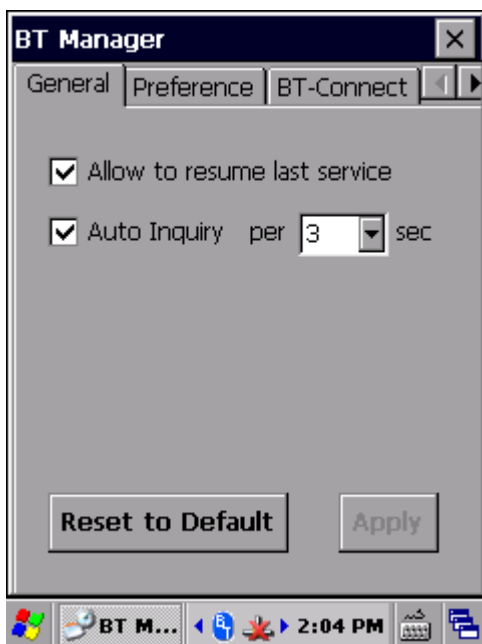 BT Manager
General Preference BT-Connect
Allow to resume last service
Auto Inquiry per 3 sec
Reset to Default Apply
BT M... 2:04 PM